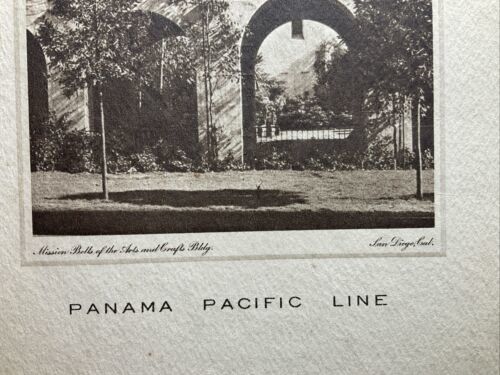 Mission Bells of the Arts and Crafts Bldg.
San Diego, Cal.
PANAMA PACIFIC LINE